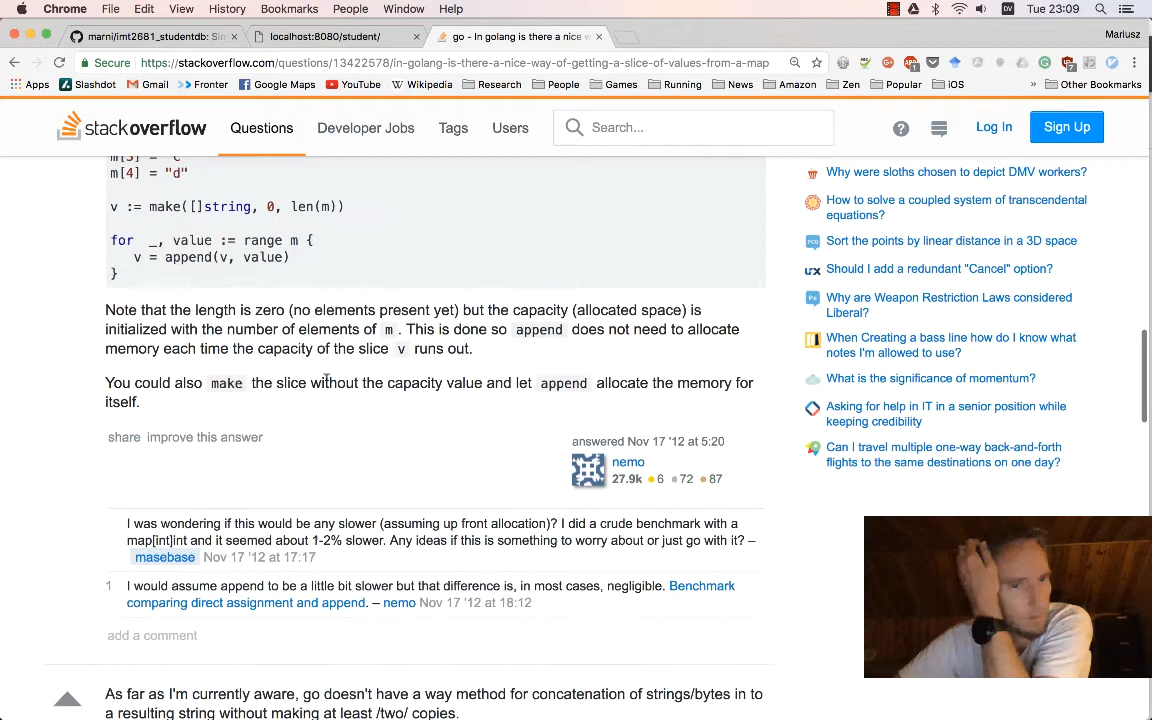 Chrome File Edit View History Bookmarks People Window Help
DV Tue 23:09
marni/imt2681_studentdb: Sim
localhost:8080/student/
go - In golang is there a nice w
Mariusz
Secure https://stackoverflow.com/questions/13422578/in-golang-is-there-a-nice-way-of-getting-a-slice-of-values-from-a-map
Apps Slashdot Gmail Fronter Google Maps YouTube Wikipedia Research People Games Running News Amazon Zen Popular iOS » Other Bookmarks
stackoverflow Questions Developer Jobs Tags Users Search... Log In Sign Up
m[3] = "c"
m[4] = "d"
v := make([]string, 0, len(m))
for _, value := range m {
v = append(v, value)
}
Note that the length is zero (no elements present yet) but the capacity (allocated space) is
initialized with the number of elements of m . This is done so append does not need to allocate
memory each time the capacity of the slice v runs out.
You could also make the slice without the capacity value and let append allocate the memory for
itself.
share improve this answer
answered Nov 17 '12 at 5:20
nemo
27.9k 6 72 87
I was wondering if this would be any slower (assuming up front allocation)? I did a crude benchmark with a
map[int]int and it seemed about 1-2% slower. Any ideas if this is something to worry about or just go with it? –
masebase Nov 17 '12 at 17:17
1 I would assume append to be a little bit slower but that difference is, in most cases, negligible. Benchmark
comparing direct assignment and append. – nemo Nov 17 '12 at 18:12
add a comment
As far as I'm currently aware, go doesn't have a way method for concatenation of strings/bytes in to
a resulting string without making at least /two/ copies.
Why were sloths chosen to depict DMV workers?
How to solve a coupled system of transcendental
equations?
Sort the points by linear distance in a 3D space
Should I add a redundant "Cancel" option?
Why are Weapon Restriction Laws considered
Liberal?
When Creating a bass line how do I know what
notes I'm allowed to use?
What is the significance of momentum?
Asking for help in IT in a senior position while
keeping credibility
Can I travel multiple one-way back-and-forth
flights to the same destinations on one day?